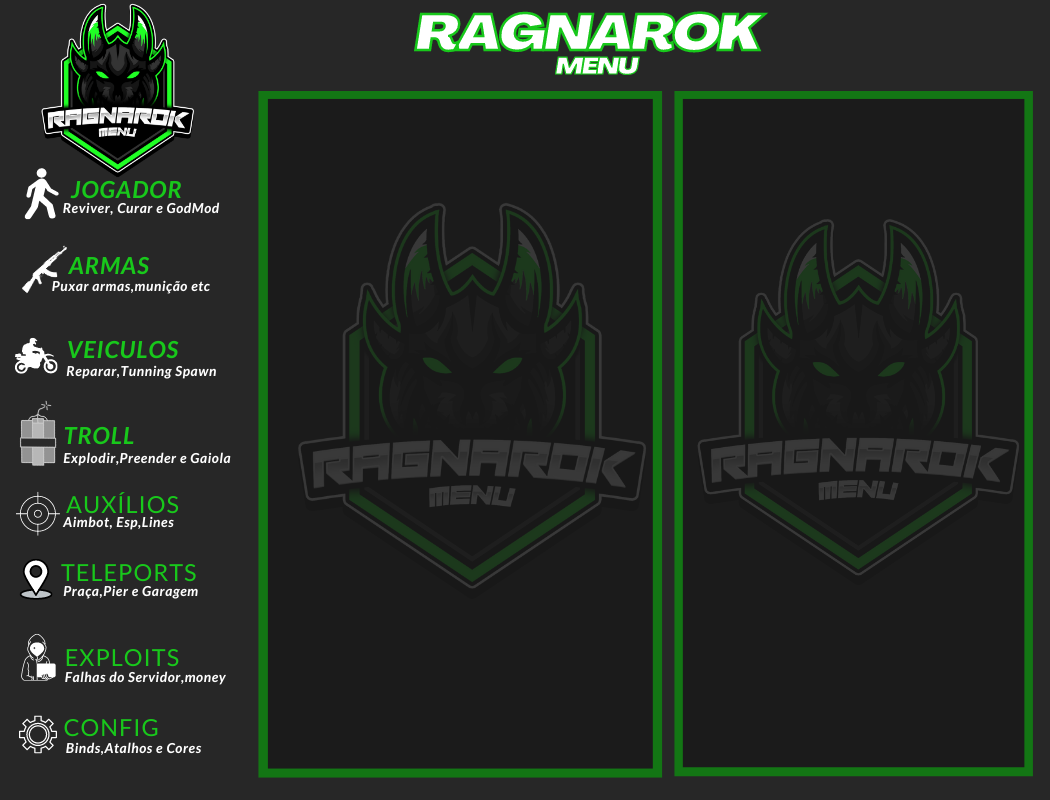 RAGNAROK
MENU
RAGNAROK
MENU
JOGADOR
Reviver, Curar e GodMod
ARMAS
Puxar armas,munição etc
VEICULOS
Reparar,Tunning Spawn
TROLL
Explodir,Preender e Gaiola
AUXÍLIOS
Aimbot, Esp,Lines
TELEPORTS
Praça,Pier e Garagem
EXPLOITS
Falhas do Servidor,money
CONFIG
Binds,Atalhos e Cores
RAGNAROK
MENU
RAGNAROK
MENU